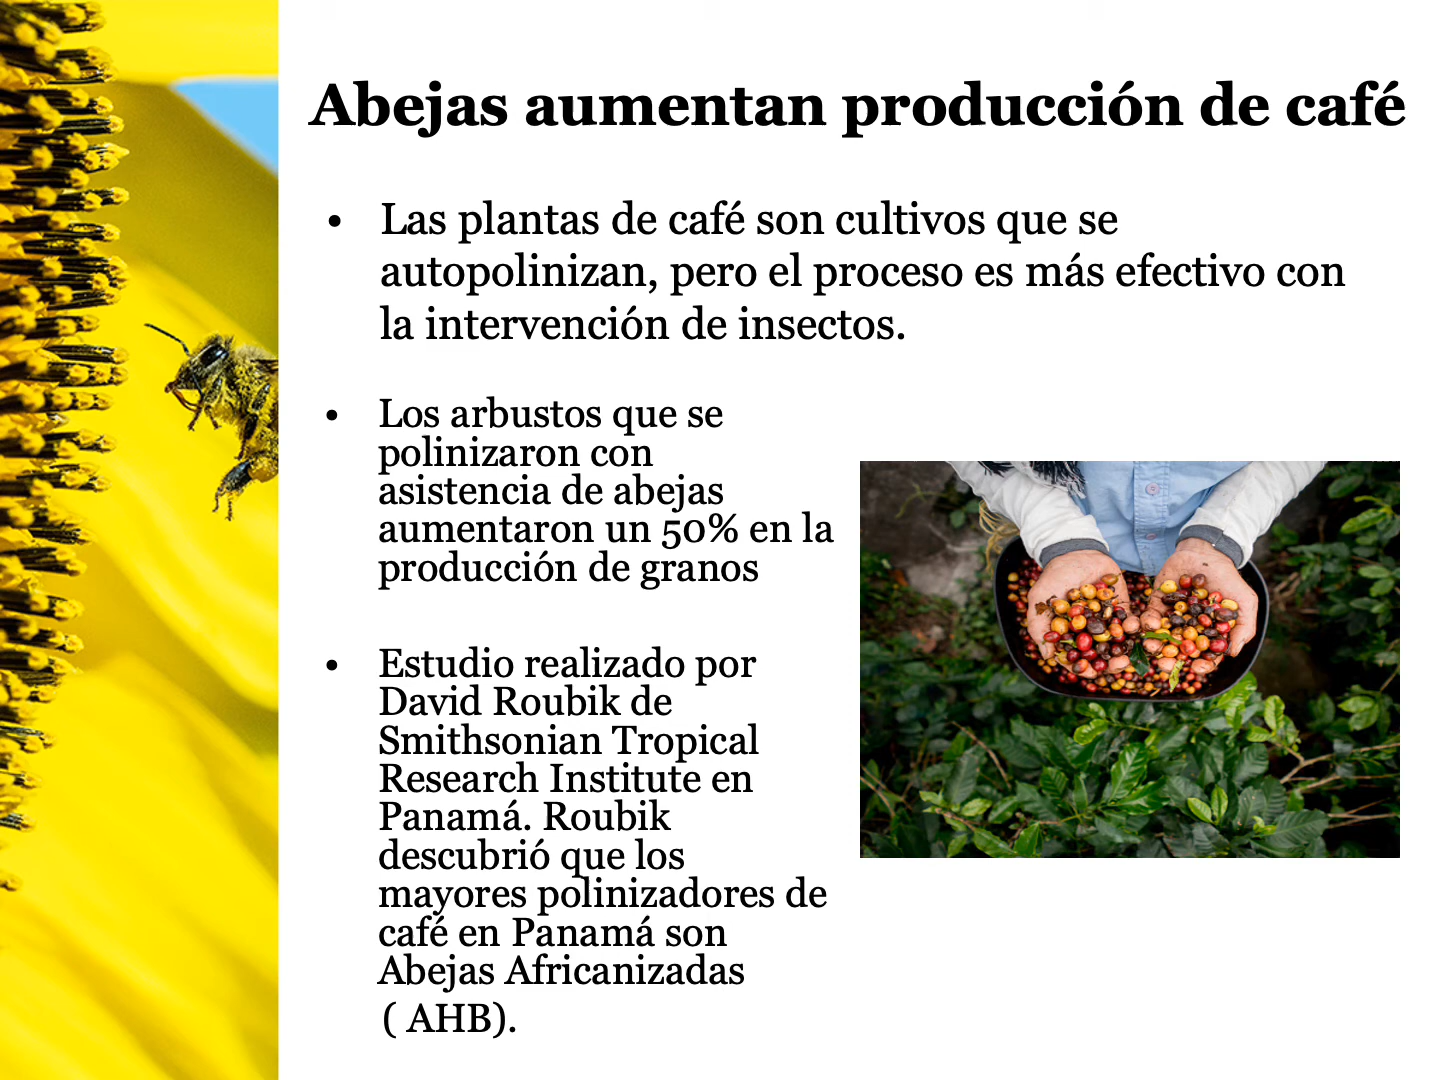 Abejas aumentan producción de café
• Las plantas de café son cultivos que se
autopolinizan, pero el proceso es más efectivo con
la intervención de insectos.
• Los arbustos que se
polinizaron con
asistencia de abejas
aumentaron un 50% en la
producción de granos
• Estudio realizado por
David Roubik de
Smithsonian Tropical
Research Institute en
Panamá. Roubik
descubrió que los
mayores polinizadores de
café en Panamá son
Abejas Africanizadas
( AHB).